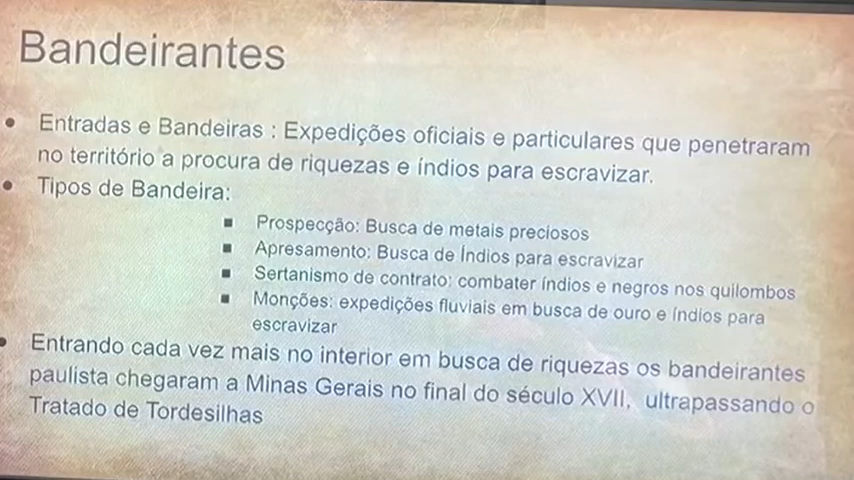 Bandeirantes
• Entradas e Bandeiras : Expedições oficiais e particulares que penetraram
no território a procura de riquezas e índios para escravizar.
• Tipos de Bandeira:
■ Prospecção: Busca de metais preciosos
■ Apresamento: Busca de Índios para escravizar
■ Sertanismo de contrato: combater índios e negros nos quilombos
■ Monções: expedições fluviais em busca de ouro e índios para
escravizar
• Entrando cada vez mais no interior em busca de riquezas os bandeirantes
paulista chegaram a Minas Gerais no final do século XVII, ultrapassando o
Tratado de Tordesilhas